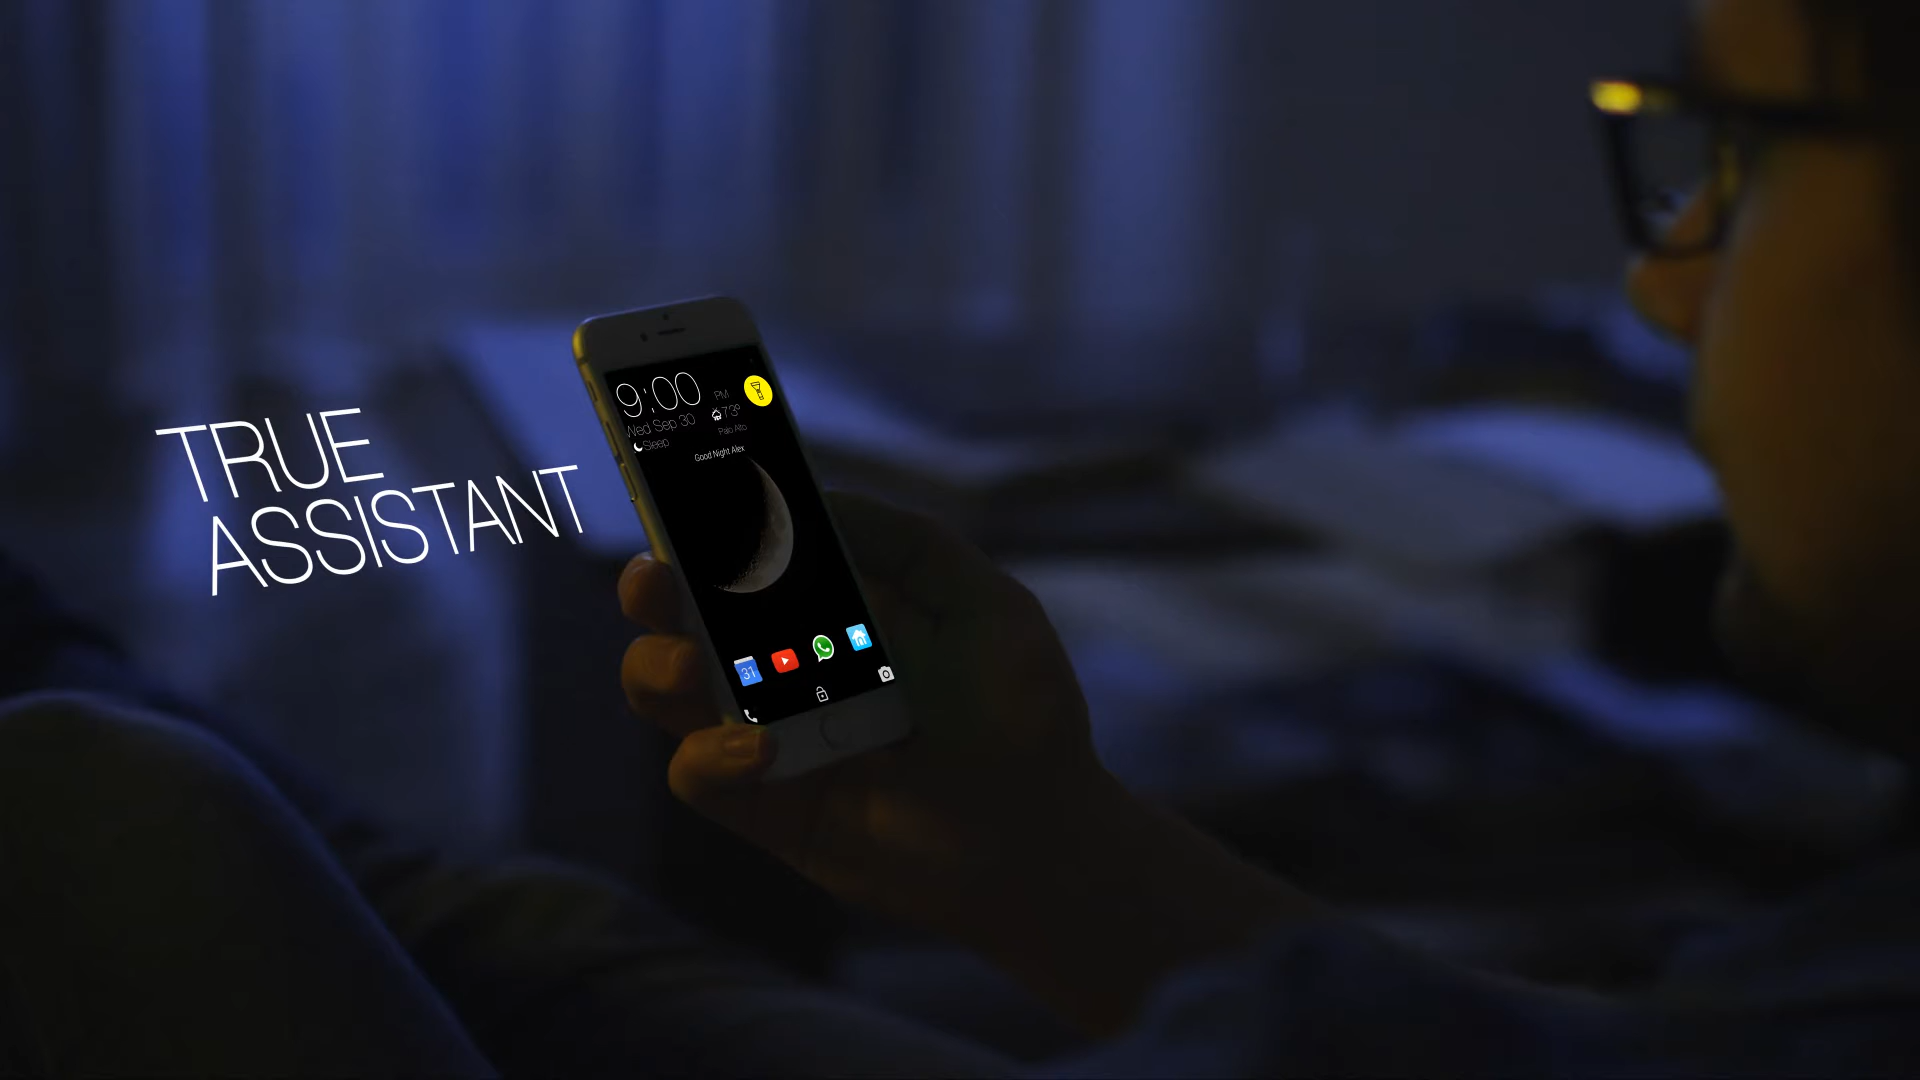 TRUE
ASSISTANT
9:00 PM
Wed Sep 30 73°
Sleep Palo Alto
Good Night Alex
31